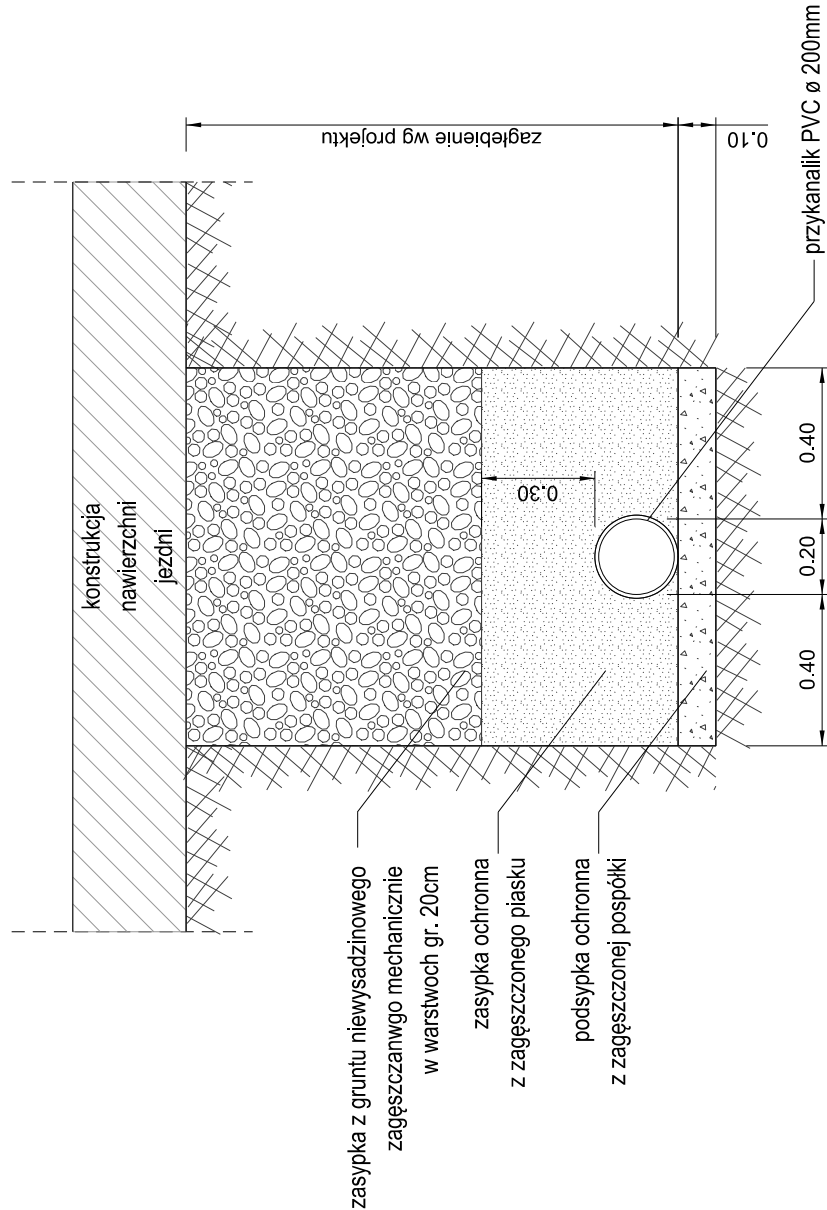 konstrukcja
nawierzchni
jezdni
zasypka z gruntu niewysadzinowego
zagęszczanwgo mechanicznie
w warstwoch gr. 20cm
zasypka ochronna
z zagęszczonego piasku
podsypka ochronna
z zagęszczonej pospółki
zagłębienie wg projektu
0.10
0.30
0.40
0.20
0.40
przykanalik PVC ø 200mm